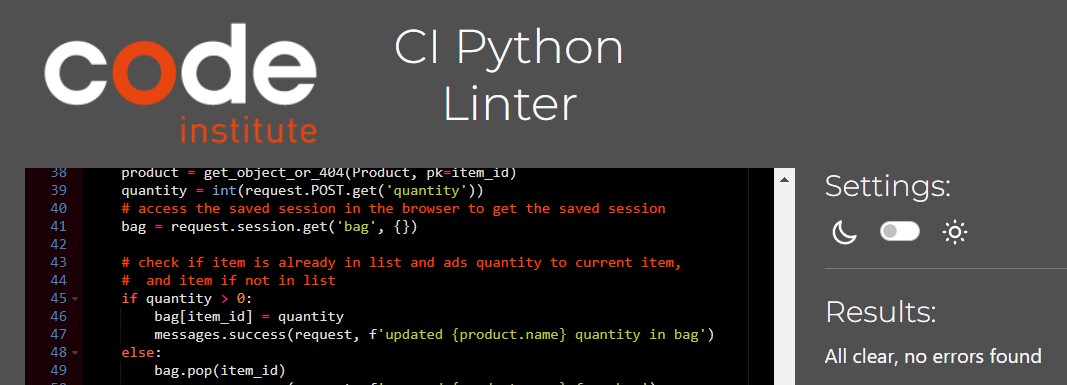 code
institute
CI Python
Linter
38 product = get_object_or_404(Product, pk=item_id)
39 quantity = int(request.POST.get('quantity'))
40 # access the saved session in the browser to get the saved session
41 bag = request.session.get('bag', {})
42
43 # check if item is already in list and ads quantity to current item,
44 #  and item if not in list
45 if quantity > 0:
46 bag[item_id] = quantity
47 messages.success(request, f'updated {product.name} quantity in bag')
48 else:
49 bag.pop(item_id)
Settings:
Results:
All clear, no errors found